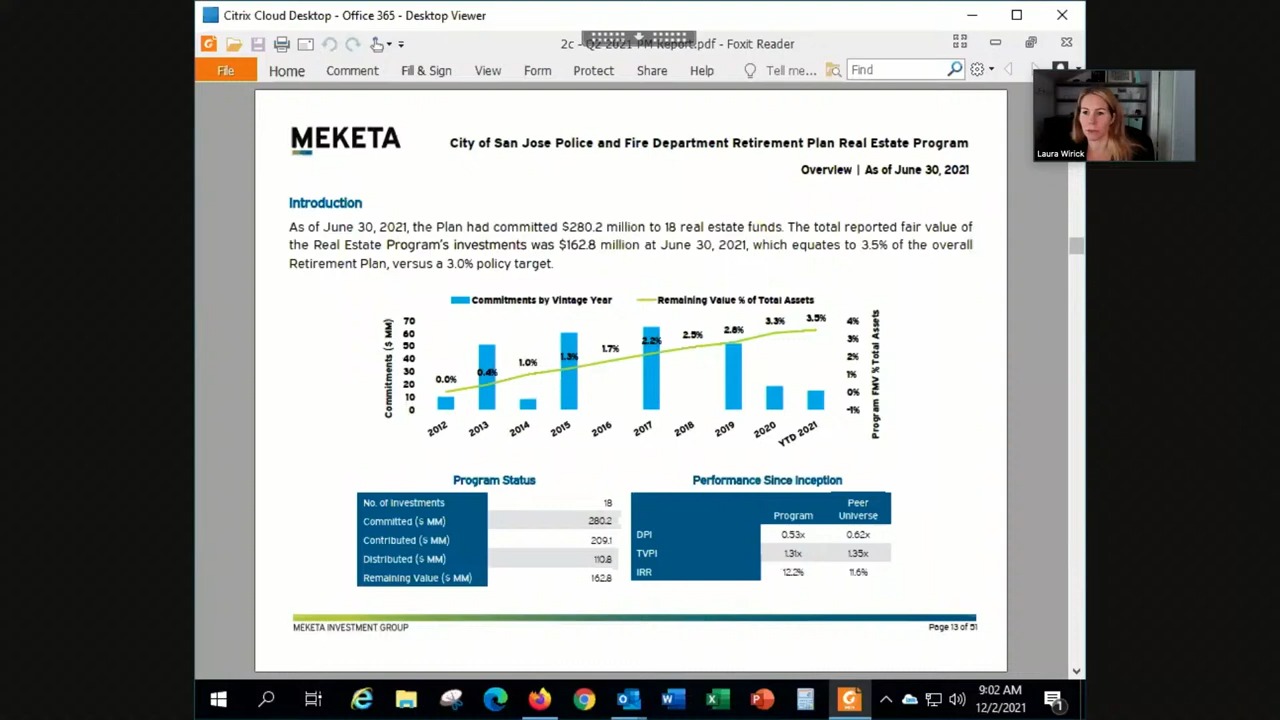 Citrix Cloud Desktop - Office 365 - Desktop Viewer
2c - Q2 2021 PM Report.pdf - Foxit Reader
File Home Comment Fill & Sign View Form Protect Share Help Tell me... Find
Laura Wirick
MEKETA
City of San Jose Police and Fire Department Retirement Plan Real Estate Program
Overview | As of June 30, 2021
Introduction
As of June 30, 2021, the Plan had committed $280.2 million to 18 real estate funds. The total reported fair value of
the Real Estate Program's investments was $162.8 million at June 30, 2021, which equates to 3.5% of the overall
Retirement Plan, versus a 3.0% policy target.
Commitments by Vintage Year Remaining Value % of Total Assets
Commitments ($ MM)
70
60
50
40
30
20
10
0
0.0% 0.4% 1.0% 1.3% 1.7% 2.2% 2.5% 2.8% 3.3% 3.5%
4%
3%
2%
1%
0%
-1%
Program FMV % Total Assets
2012 2013 2014 2015 2016 2017 2018 2019 2020 YTD 2021
Program Status
No. of Investments 18
Committed ($ MM) 280.2
Contributed ($ MM) 209.1
Distributed ($ MM) 110.8
Remaining Value ($ MM) 162.8
Performance Since Inception
Program Peer Universe
DPI 0.53x 0.62x
TVPI 1.31x 1.35x
IRR 12.2% 11.6%
MEKETA INVESTMENT GROUP Page 13 of 51
9:02 AM
12/2/2021